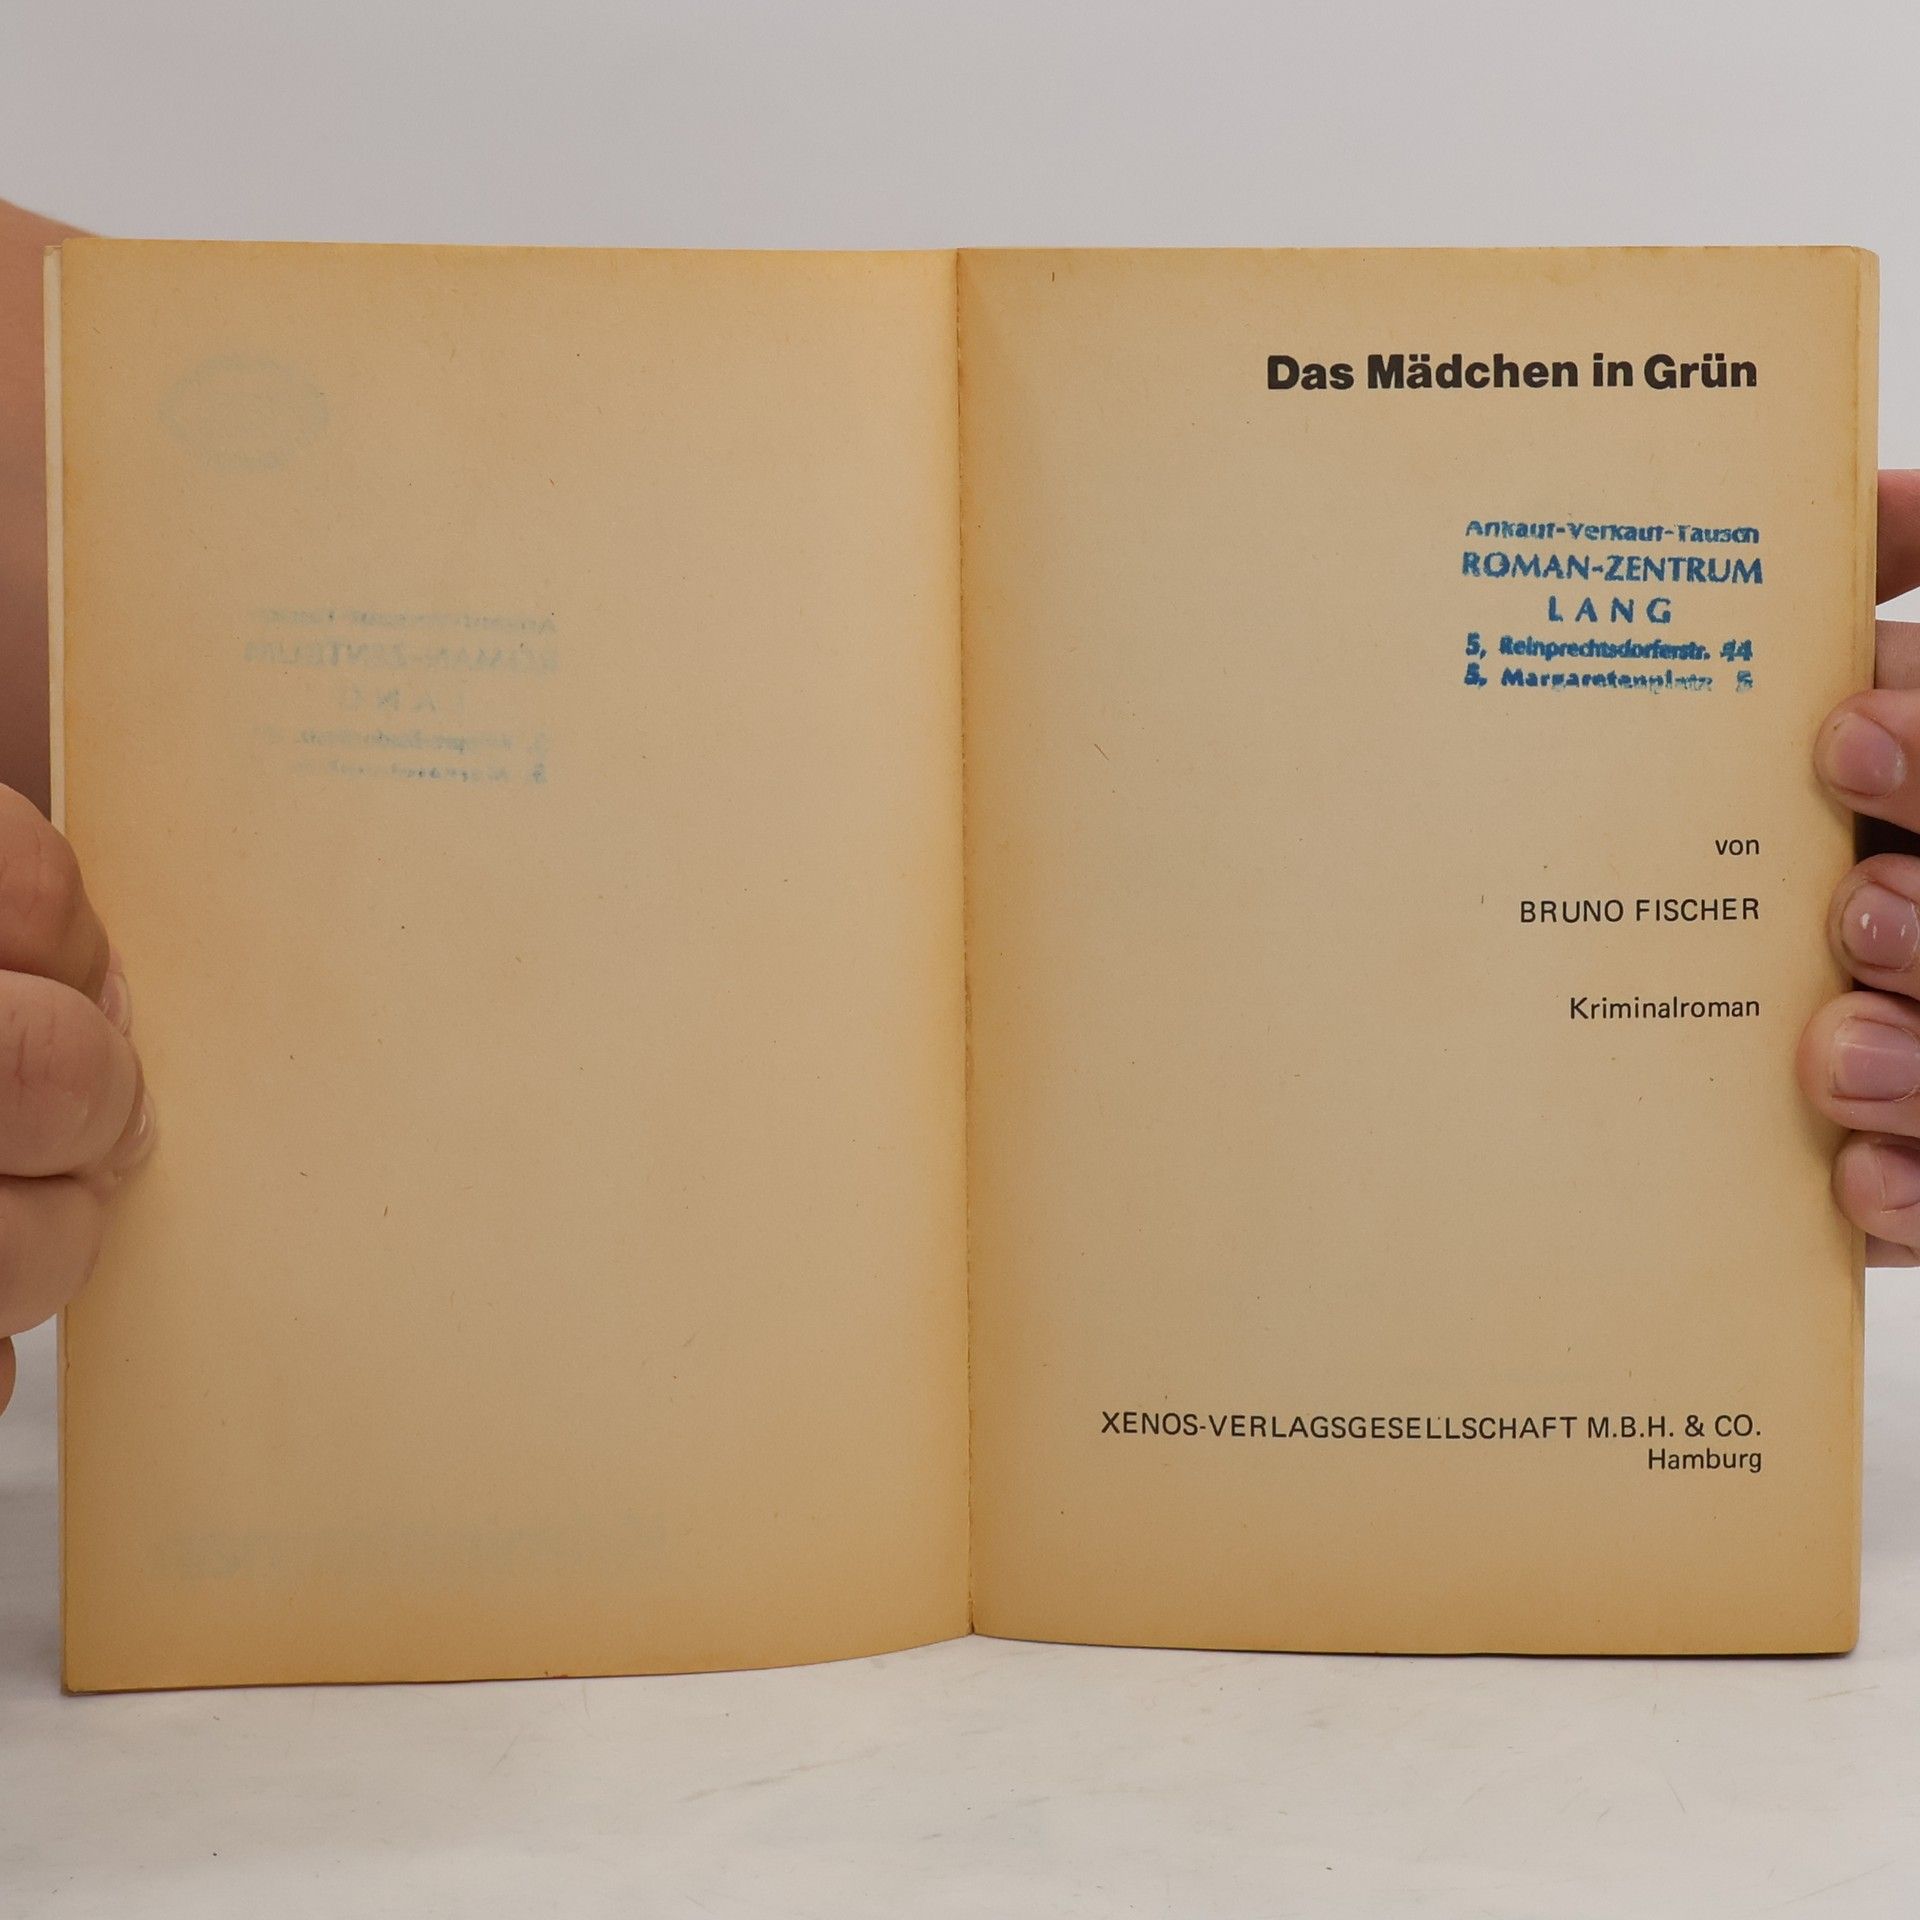 Das Mädchen in Grün
Ankauf-Verkauf-Tausch
ROMAN-ZENTRUM
LANG
5, Reinprechtsdorferstr. 44
5, Margaretenplatz 5
von
BRUNO FISCHER
Kriminalroman
XENOS-VERLAGSGESELLSCHAFT M.B.H. & CO.
Hamburg